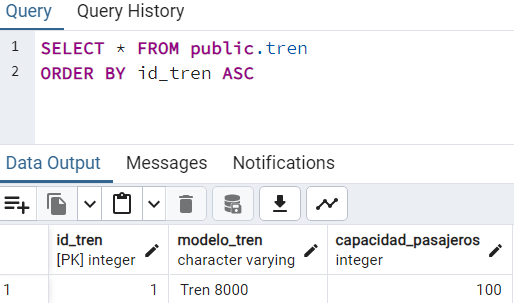 Query Query History
1 SELECT * FROM public.tren
2 ORDER BY id_tren ASC
Data Output Messages Notifications
id_tren modelo_tren capacidad_pasajeros
[PK] integer character varying integer
1 1 Tren 8000 100